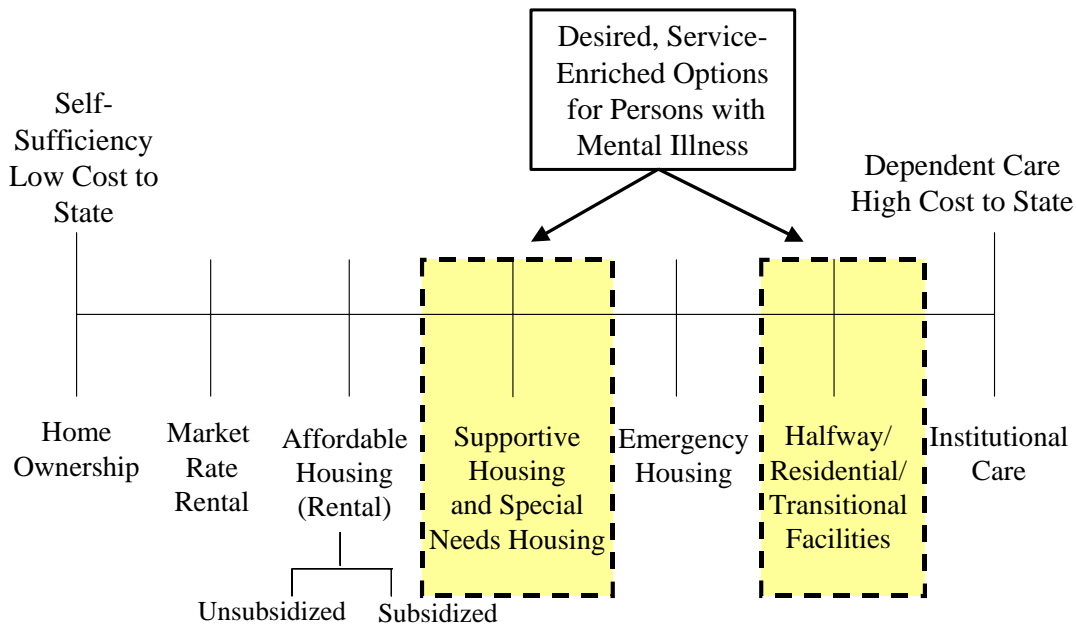 Desired, Service-
Enriched Options
for Persons with
Mental Illness
Self-
Sufficiency
Low Cost to
State
Dependent Care
High Cost to State
Home
Ownership
Market
Rate
Rental
Affordable
Housing
(Rental)
Unsubsidized
Subsidized
Supportive
Housing
and Special
Needs Housing
Emergency
Housing
Halfway/
Residential/
Transitional
Facilities
Institutional
Care